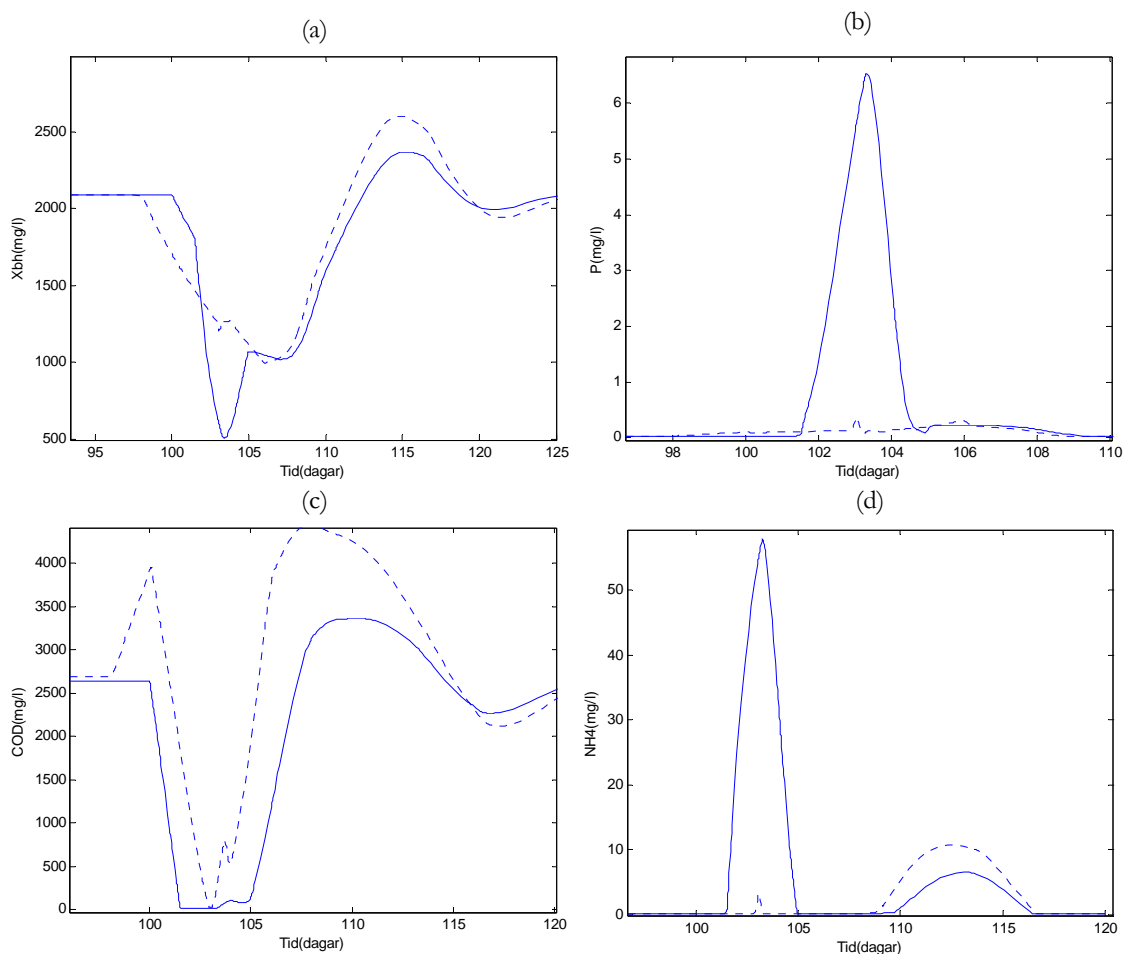 (a)
(b)
2500
2000
1500
1000
500
Xbh(mg/l)
95 100 105 110 115 120 125
Tid(dagar)
6
5
4
3
2
1
0
P(mg/l)
98 100 102 104 106 108 110
Tid(dagar)
(c)
(d)
4000
3500
3000
2500
2000
1500
1000
500
0
COD(mg/l)
100 105 110 115 120
Tid(dagar)
50
40
30
20
10
0
NH4(mg/l)
100 105 110 115 120
Tid(dagar)